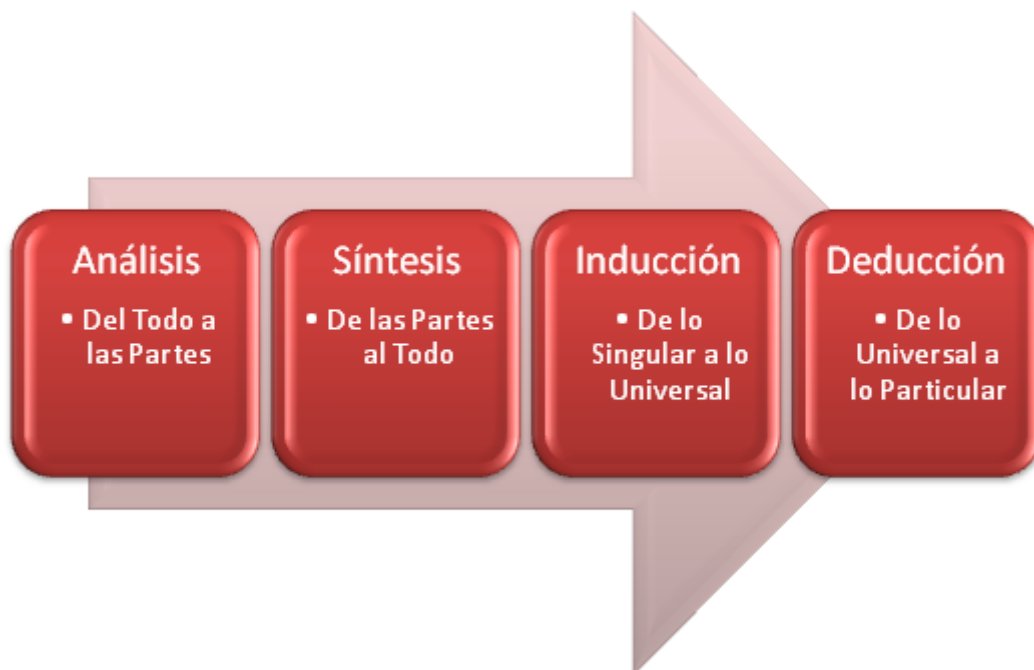 Análisis
• Del Todo a
las Partes
Síntesis
• De las Partes
al Todo
Inducción
• De lo
Singular a lo
Universal
Deducción
• De lo
Universal a
lo Particular